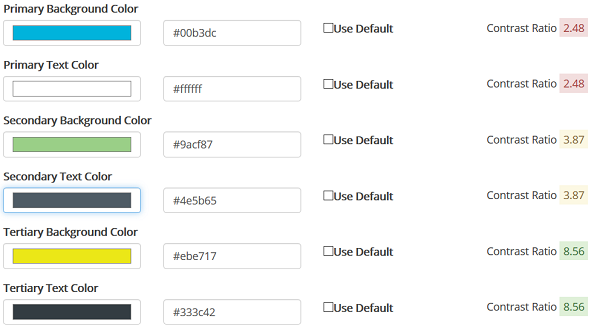 Primary Background Color
#00b3dc Use Default Contrast Ratio 2.48
Primary Text Color
#ffffff Use Default Contrast Ratio 2.48
Secondary Background Color
#9acf87 Use Default Contrast Ratio 3.87
Secondary Text Color
#4e5b65 Use Default Contrast Ratio 3.87
Tertiary Background Color
#ebe717 Use Default Contrast Ratio 8.56
Tertiary Text Color
#333c42 Use Default Contrast Ratio 8.56